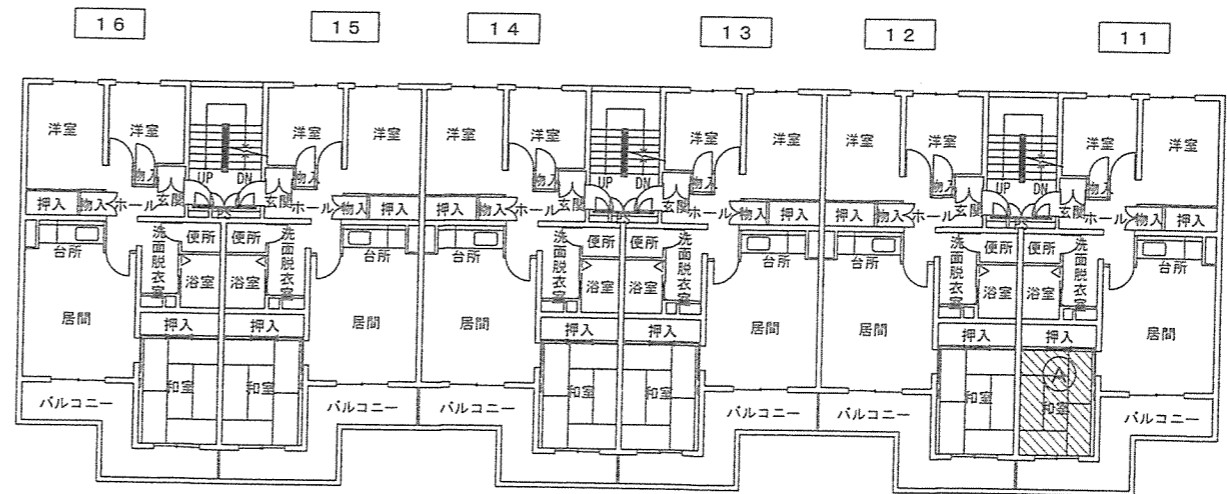 １６
１５
１４
１３
１２
１１
洋室
洋室
洋室
洋室
洋室
洋室
洋室
洋室
洋室
洋室
洋室
洋室
物入
UP
DN
物入
物入
UP
DN
物入
物入
UP
DN
物入
玄関
玄関
玄関
玄関
玄関
玄関
押入
物入
ホール
PS
ホール
物入
押入
押入
物入
ホール
PS
ホール
物入
押入
押入
物入
ホール
PS
ホール
物入
押入
台所
洗面脱衣室
便所
便所
洗面脱衣室
台所
台所
洗面脱衣室
便所
便所
洗面脱衣室
台所
台所
洗面脱衣室
便所
便所
洗面脱衣室
台所
浴室
浴室
浴室
浴室
浴室
浴室
居間
押入
押入
居間
居間
押入
押入
居間
居間
押入
押入
居間
和室
和室
和室
和室
和室
A
和室
バルコニー
バルコニー
バルコニー
バルコニー
バルコニー
バルコニー